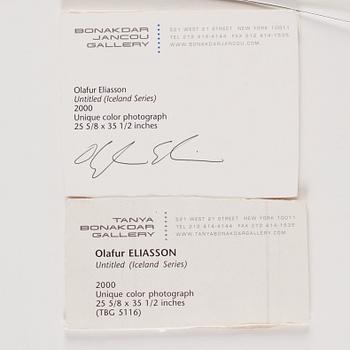 BONAKDAR
JANCOU
GALLERY
521 WEST 21 STREET NEW YORK 10011
TEL 212 414-4144 FAX 212 414-1535
WWW.BONAKDARJANCOU.COM
Olafur Eliasson
Untitled (Iceland Series)
2000
Unique color photograph
25 5/8 x 35 1/2 inches
TANYA
BONAKDAR
GALLERY
521 WEST 21 STREET NEW YORK 10011
TEL 212 414-4144 FAX 212 414-1535
WWW.TANYABONAKDARGALLERY.COM
Olafur ELIASSON
Untitled (Iceland Series)
2000
Unique color photograph
25 5/8 x 35 1/2 inches
(TBG 5116)